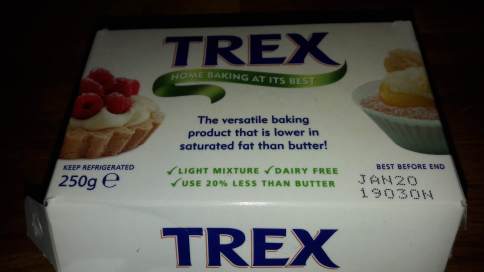 TREX
HOME BAKING AT ITS BEST
The versatile baking
product that is lower in
saturated fat than butter!
KEEP REFRIGERATED
250g e
✓LIGHT MIXTURE ✓DAIRY FREE
✓USE 20% LESS THAN BUTTER
BEST BEFORE END
JAN20
19030N
TREX